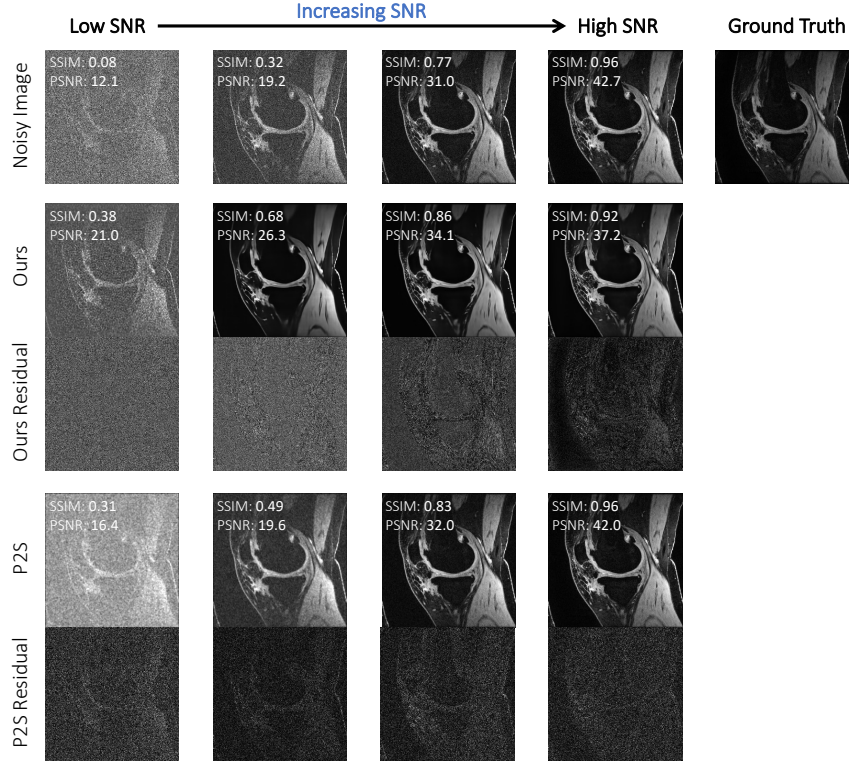 Increasing SNR
Low SNR
High SNR
Ground Truth
Noisy Image
SSIM: 0.08
PSNR: 12.1
SSIM: 0.32
PSNR: 19.2
SSIM: 0.77
PSNR: 31.0
SSIM: 0.96
PSNR: 42.7
Ours
SSIM: 0.38
PSNR: 21.0
SSIM: 0.68
PSNR: 26.3
SSIM: 0.86
PSNR: 34.1
SSIM: 0.92
PSNR: 37.2
Ours Residual
P2S
SSIM: 0.31
PSNR: 16.4
SSIM: 0.49
PSNR: 19.6
SSIM: 0.83
PSNR: 32.0
SSIM: 0.96
PSNR: 42.0
P2S Residual